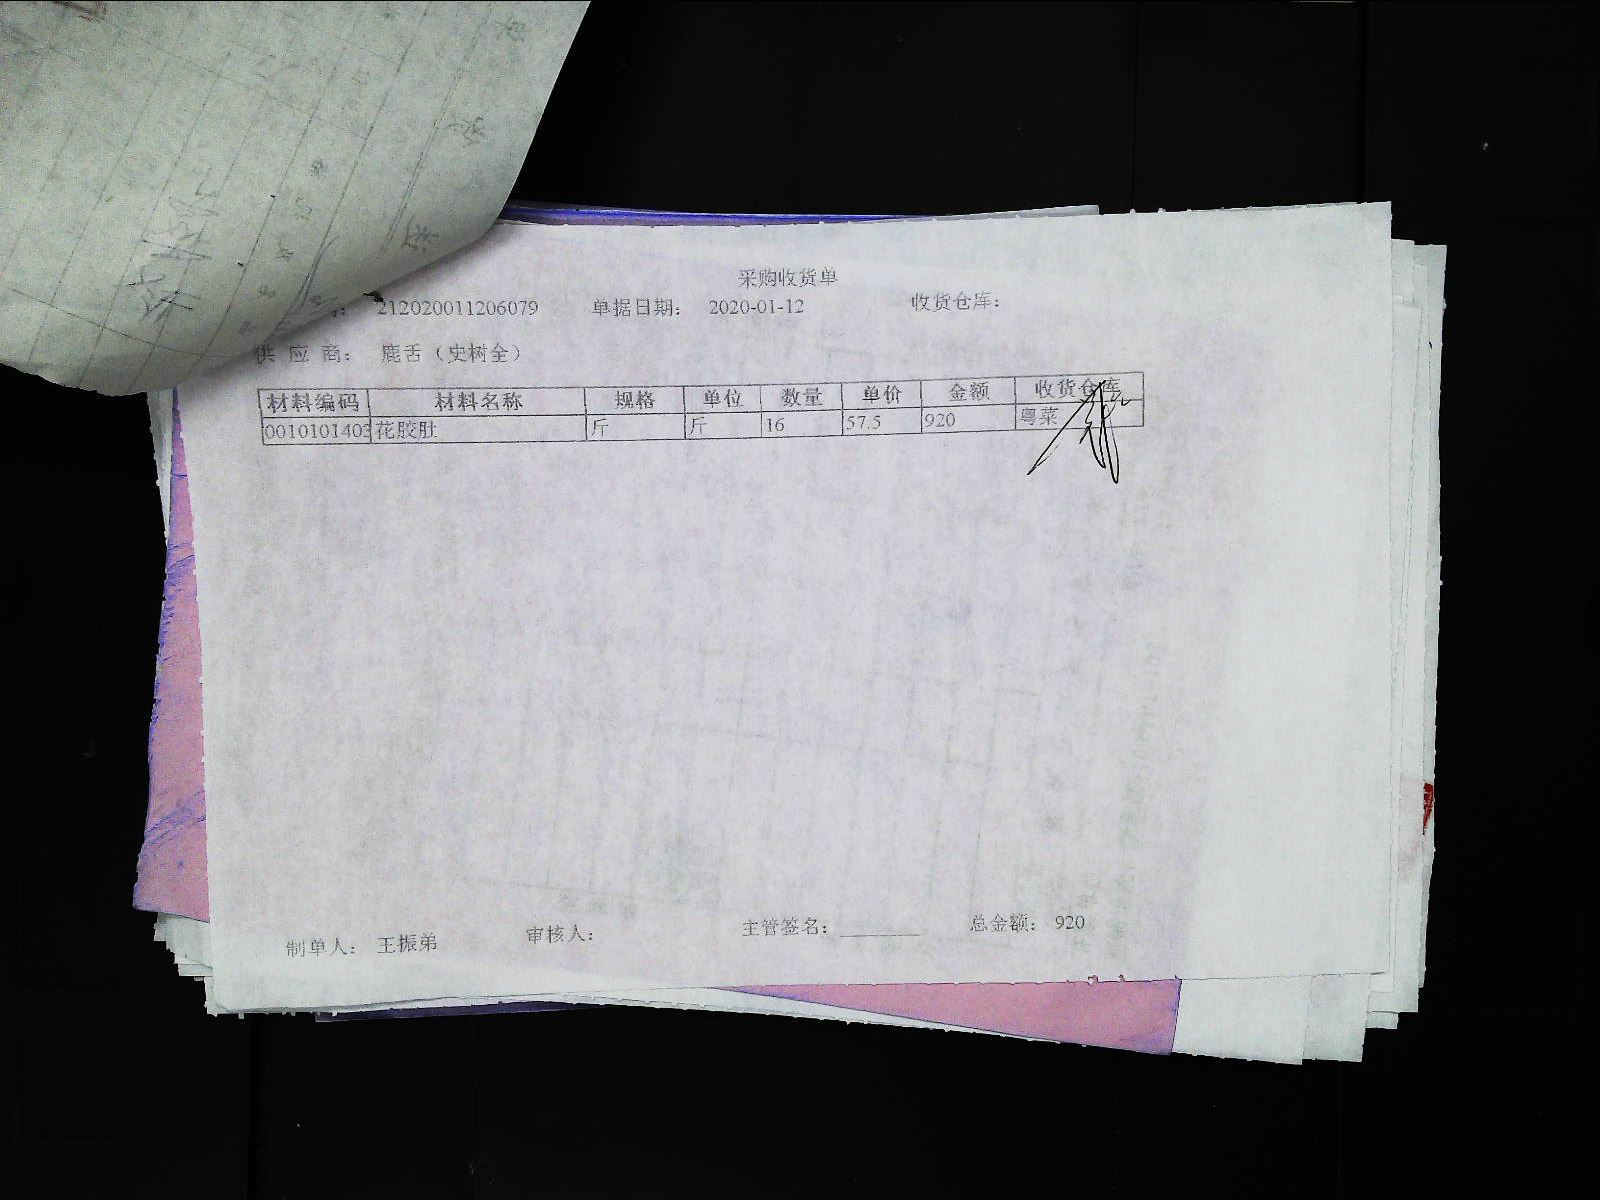 采购收货单
212020011206079 单据日期： 2020-01-12 收货仓库：
供 应 商： 鹿舌（史树全）
材料编码 材料名称 规格 单位 数量 单价 金额 收货仓库
0010101403 花胶肚 斤 斤 16 57.5 920 粤菜
制单人： 王振弟 审核人： 主管签名： 总金额： 920